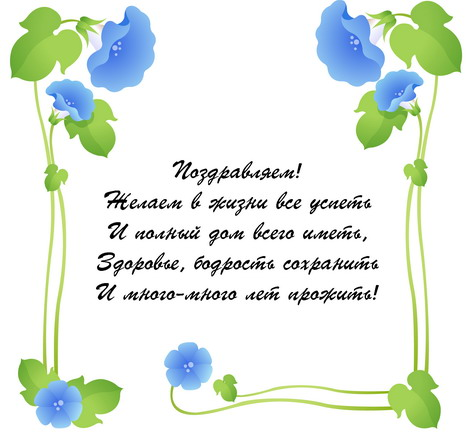 Поздравляем!
Желаем в жизни все успеть
И полный дом всего иметь,
Здоровье, бодрость сохранить
И много-много лет прожить!